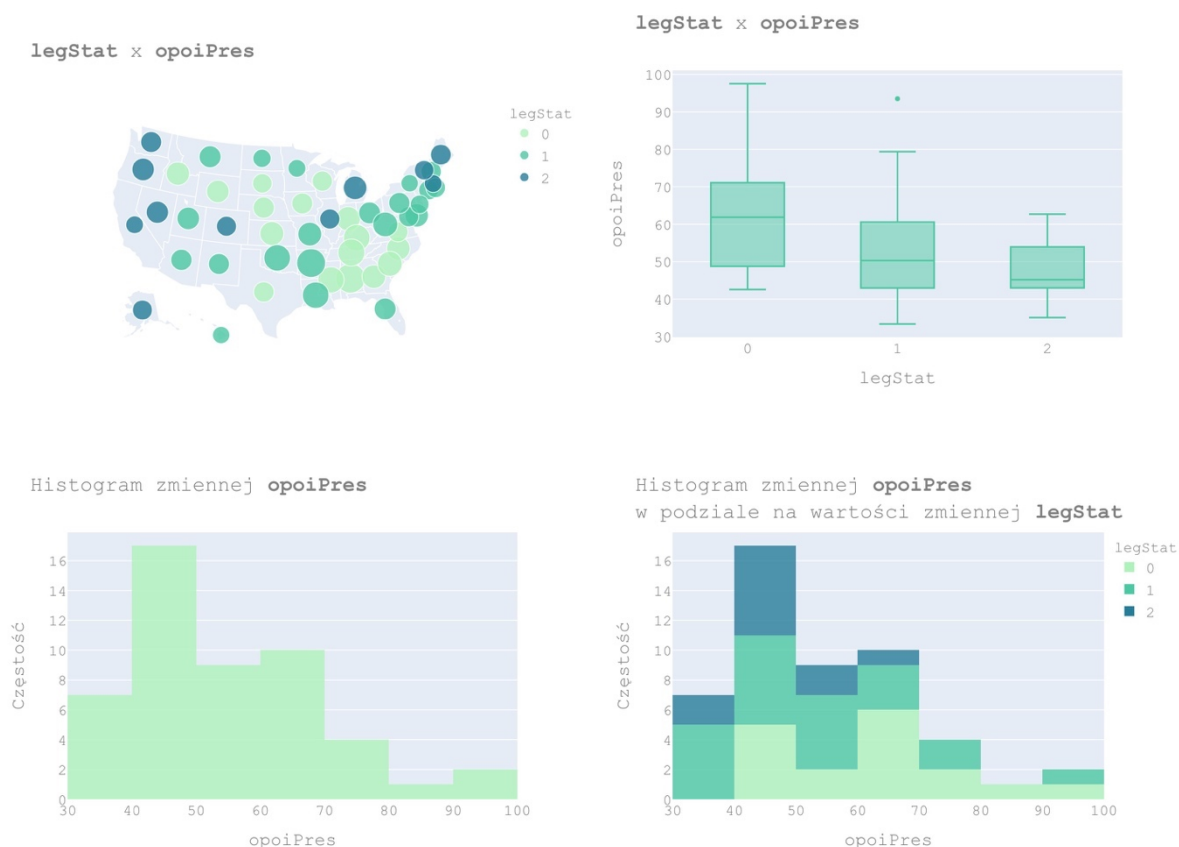 legStat x opoiPres
legStat
0
1
2
legStat x opoiPres
opoiPres
100
90
80
70
60
50
40
30
0 1 2
legStat
Histogram zmiennej opoiPres
Częstość
16
14
12
10
8
6
4
2
0
30 40 50 60 70 80 90 100
opoiPres
Histogram zmiennej opoiPres
w podziale na wartości zmiennej legStat
legStat
0
1
2
Częstość
16
14
12
10
8
6
4
2
0
30 40 50 60 70 80 90 100
opoiPres